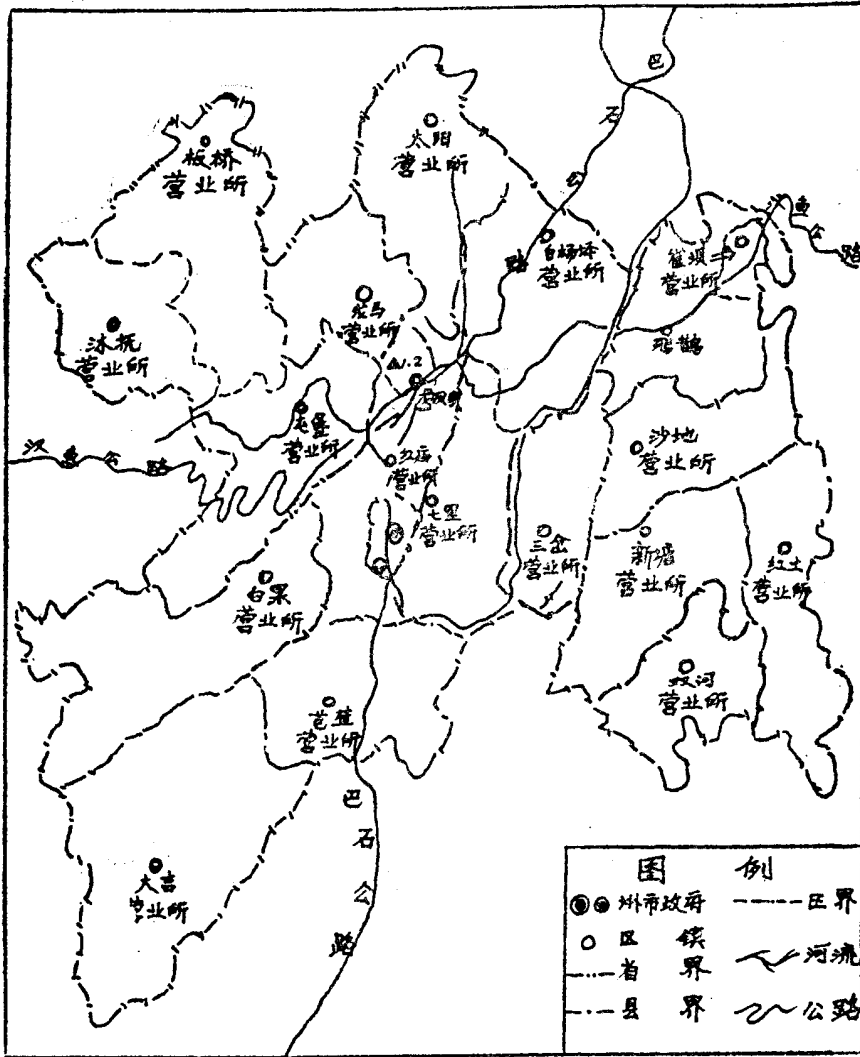 巴
石
公
路
太阳
营业所
板桥
营业所
白杨坪
营业所
崔坝
营业所
鱼
公
路
龙马
营业所
沐抚
营业所
鸦鹊
屯堡
营业所
汉鱼公路
红庙
营业所
沙地
营业所
七里
营业所
三岔
营业所
新塘
营业所
红土
营业所
白果
营业所
双河
营业所
芭蕉
营业所
巴
石
公
路
大吉
营业所
图 例
州市政府
区界
区 镇
河流
省 界
县 界
公路